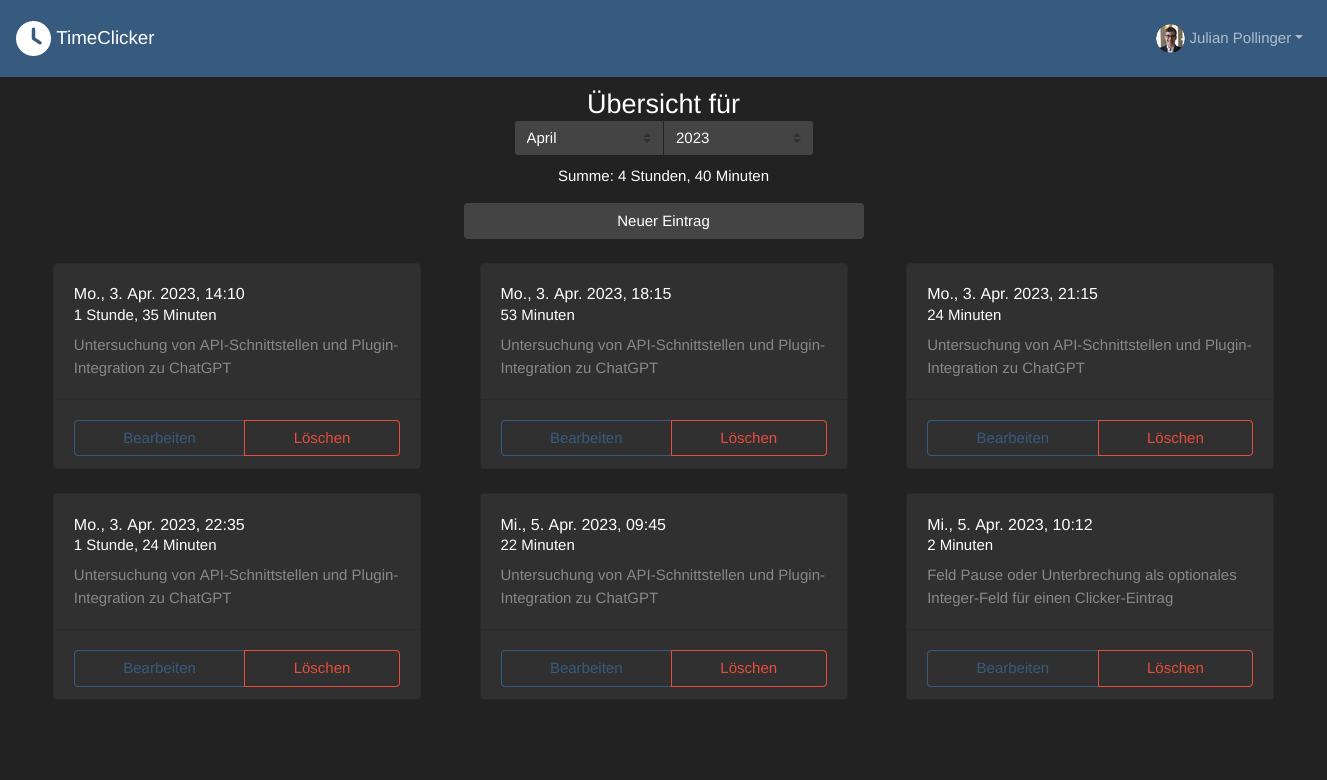 TimeClicker
Julian Pollinger
Übersicht für
April
2023
Summe: 4 Stunden, 40 Minuten
Neuer Eintrag
Mo., 3. Apr. 2023, 14:10
1 Stunde, 35 Minuten
Untersuchung von API-Schnittstellen und Plugin-
Integration zu ChatGPT
Bearbeiten
Löschen
Mo., 3. Apr. 2023, 18:15
53 Minuten
Untersuchung von API-Schnittstellen und Plugin-
Integration zu ChatGPT
Bearbeiten
Löschen
Mo., 3. Apr. 2023, 21:15
24 Minuten
Untersuchung von API-Schnittstellen und Plugin-
Integration zu ChatGPT
Bearbeiten
Löschen
Mo., 3. Apr. 2023, 22:35
1 Stunde, 24 Minuten
Untersuchung von API-Schnittstellen und Plugin-
Integration zu ChatGPT
Bearbeiten
Löschen
Mi., 5. Apr. 2023, 09:45
22 Minuten
Untersuchung von API-Schnittstellen und Plugin-
Integration zu ChatGPT
Bearbeiten
Löschen
Mi., 5. Apr. 2023, 10:12
2 Minuten
Feld Pause oder Unterbrechung als optionales
Integer-Feld für einen Clicker-Eintrag
Bearbeiten
Löschen